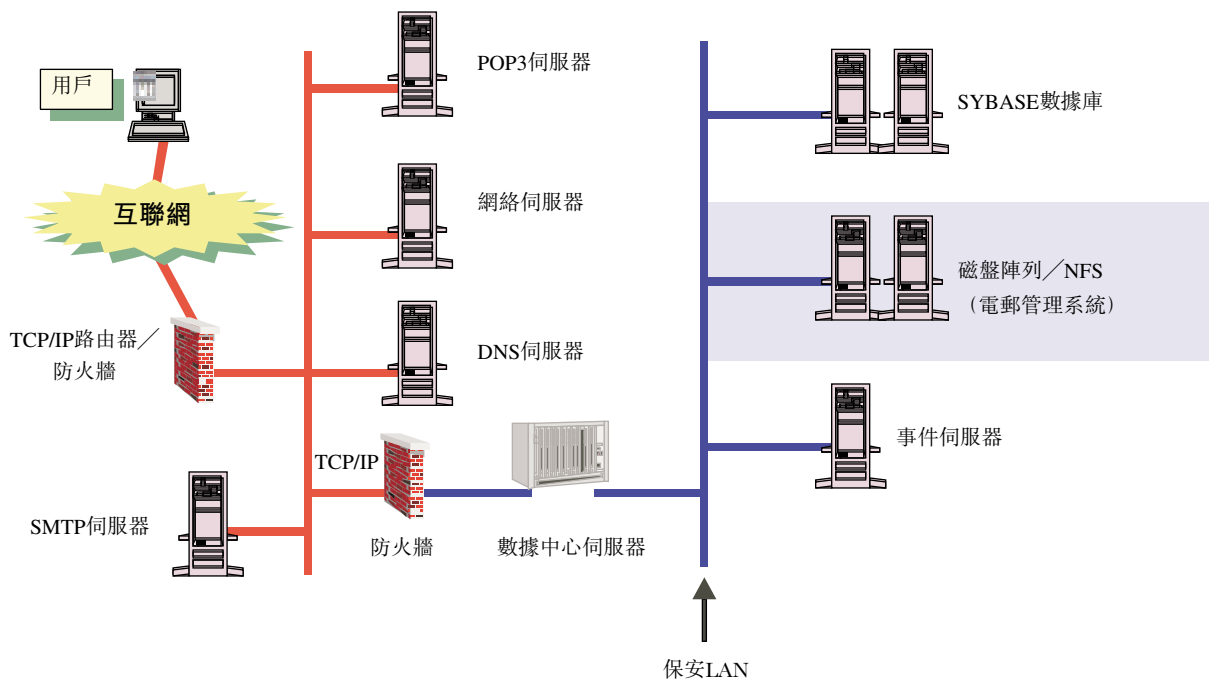 用戶
互聯網
TCP/IP路由器／
防火牆
SMTP伺服器
POP3伺服器
網絡伺服器
DNS伺服器
TCP/IP
防火牆
數據中心伺服器
SYBASE數據庫
磁盤陣列／NFS
（電郵管理系統）
事件伺服器
保安LAN